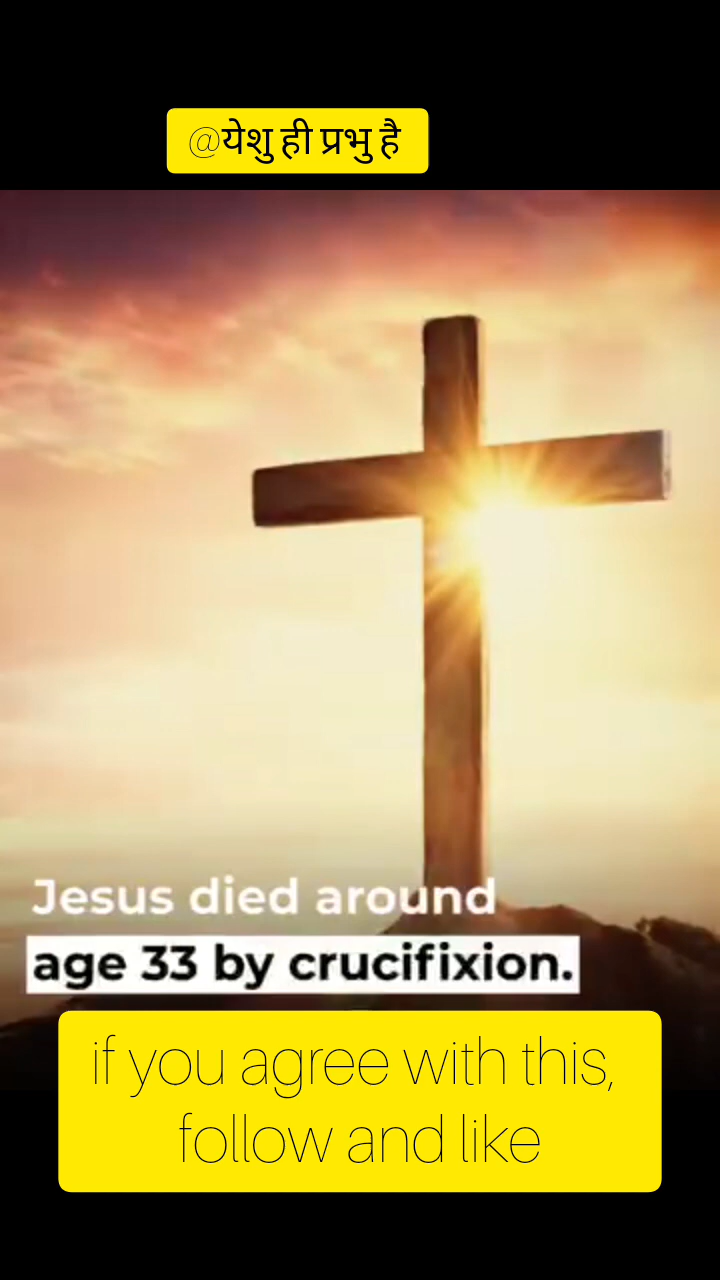 @येशु ही प्रभु है
Jesus died around
age 33 by crucifixion.
if you agree with this,
follow and like